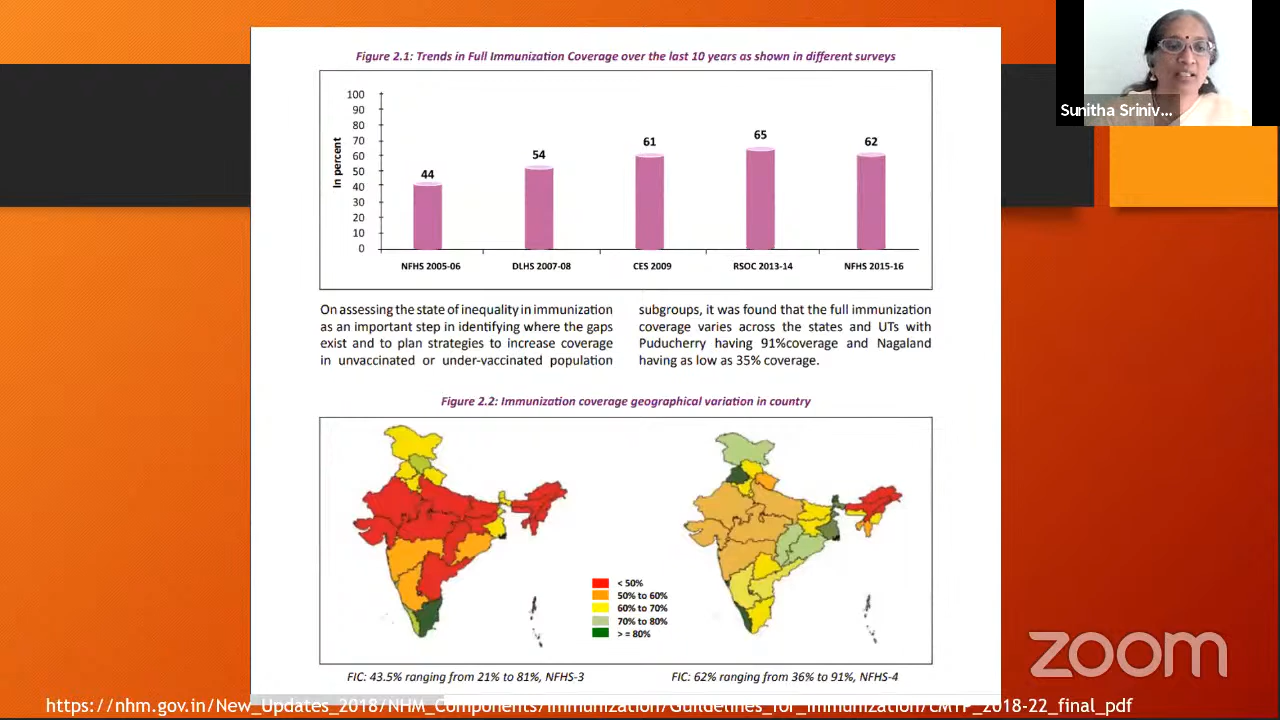 Figure 2.1: Trends in Full Immunization Coverage over the last 10 years as shown in different surveys
Sunitha Sriniv...
In percent
100
90
80
70
60
50
40
30
20
10
0
44
54
61
65
62
NFHS 2005-06
DLHS 2007-08
CES 2009
RSOC 2013-14
NFHS 2015-16
On assessing the state of inequality in immunization
as an important step in identifying where the gaps
exist and to plan strategies to increase coverage
in unvaccinated or under-vaccinated population
subgroups, it was found that the full immunization
coverage varies across the states and UTs with
Puducherry having 91%coverage and Nagaland
having as low as 35% coverage.
Figure 2.2: Immunization coverage geographical variation in country
< 50%
50% to 60%
60% to 70%
70% to 80%
> = 80%
FIC: 43.5% ranging from 21% to 81%, NFHS-3
FIC: 62% ranging from 36% to 91%, NFHS-4
zoom
https://nhm.gov.in/New_Updates_2018/NHM_Components/Immunization/Guildelines_for_immunization/cMYP_2018-22_final_pdf